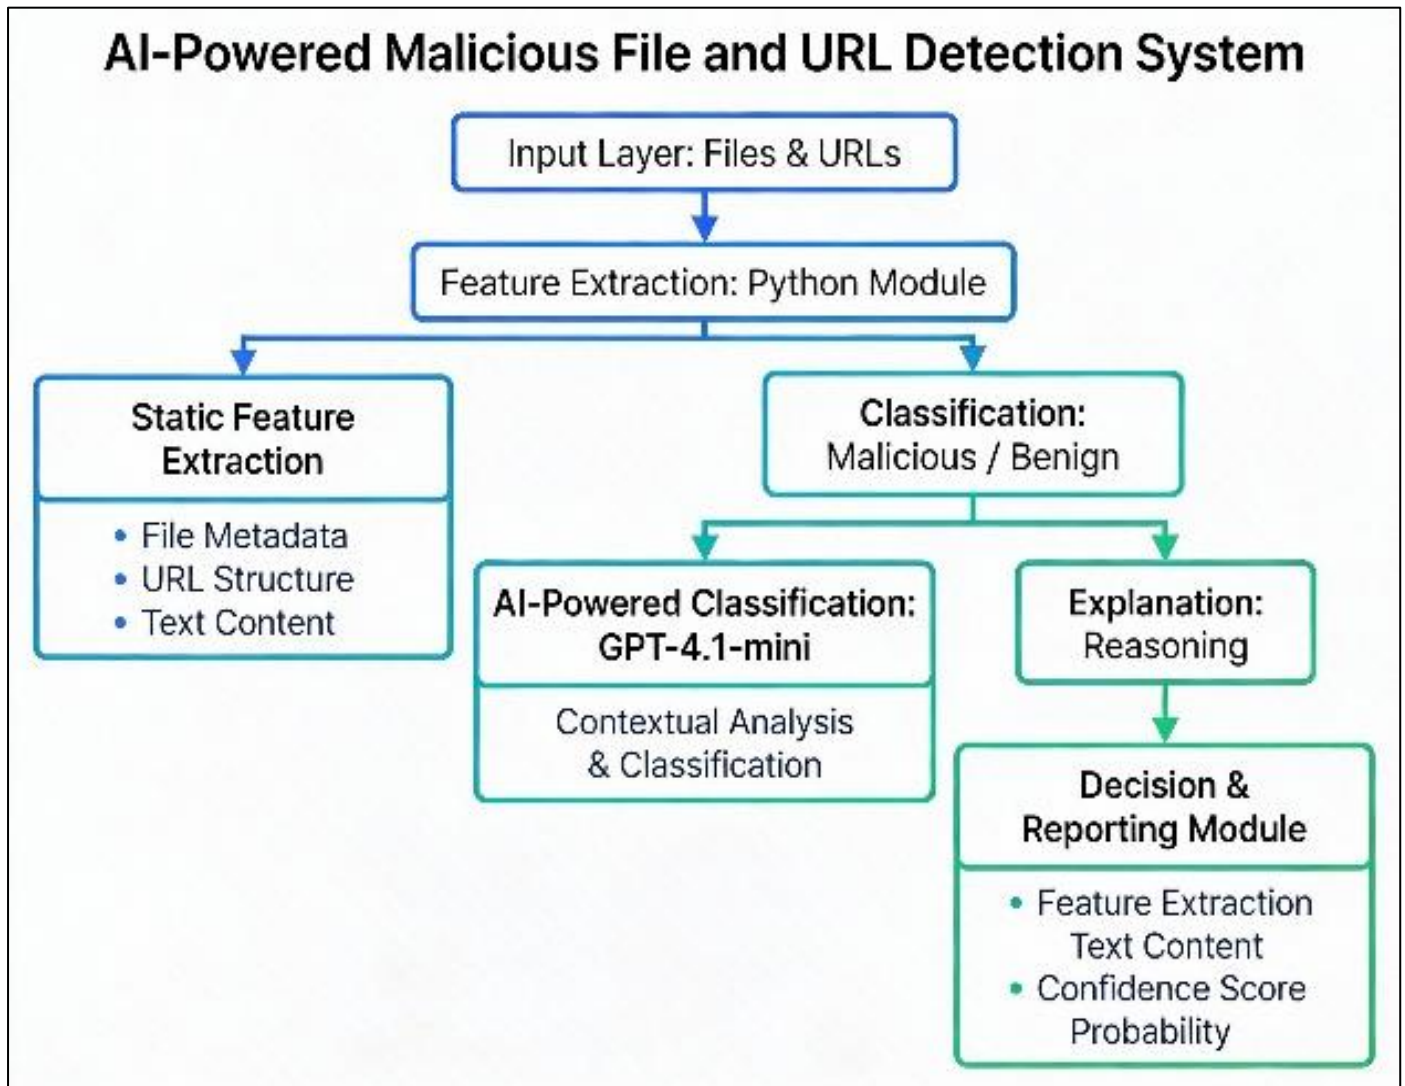 AI-Powered Malicious File and URL Detection System
Input Layer: Files & URLs
Feature Extraction: Python Module
Static Feature
Extraction
• File Metadata
• URL Structure
• Text Content
Classification:
Malicious / Benign
AI-Powered Classification:
GPT-4.1-mini
Contextual Analysis
& Classification
Explanation:
Reasoning
Decision &
Reporting Module
• Feature Extraction
Text Content
• Confidence Score
Probability